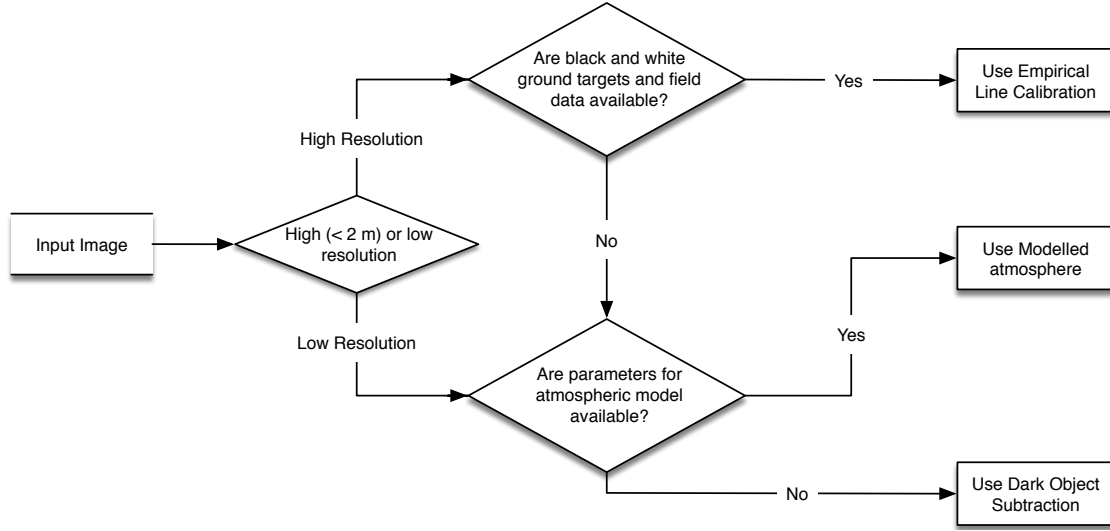 Are black and white
ground targets and field
data available?
Yes
Use Empirical
Line Calibration
High Resolution
Input Image
High (< 2 m) or low
resolution
No
Use Modelled
atmosphere
Low Resolution
Yes
Are parameters for
atmospheric model
available?
No
Use Dark Object
Subtraction